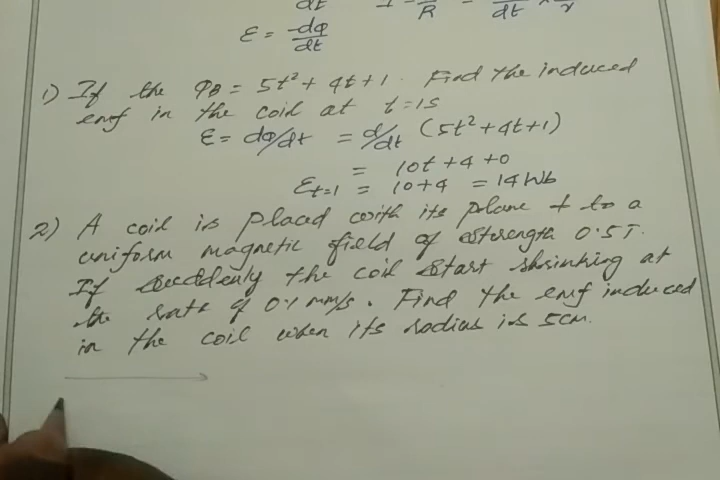 dt R dt r
ε = -dφ/dt
1) If the φB = 5t² + 4t + 1. Find the induced
emf in the coil at t = 1s
ε = dφ/dt = d/dt (5t² + 4t + 1)
= 10t + 4 + 0
εt=1 = 10 + 4 = 14 Wb
2) A coil is placed with its plane ⊥ to a
uniform magnetic field of strength 0.5T.
If suddenly the coil start shrinking at
the rate of 0.1 mm/s. Find the emf induced
in the coil when its radius is 5cm.